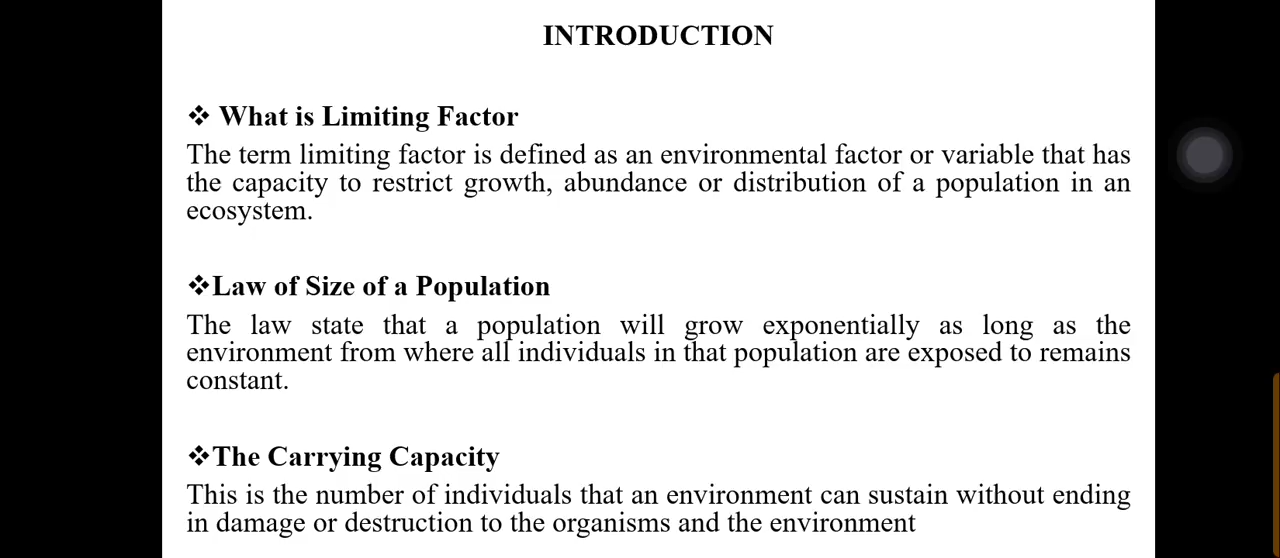 INTRODUCTION
❖ What is Limiting Factor
The term limiting factor is defined as an environmental factor or variable that has
the capacity to restrict growth, abundance or distribution of a population in an
ecosystem.
❖Law of Size of a Population
The law state that a population will grow exponentially as long as the
environment from where all individuals in that population are exposed to remains
constant.
❖The Carrying Capacity
This is the number of individuals that an environment can sustain without ending
in damage or destruction to the organisms and the environment